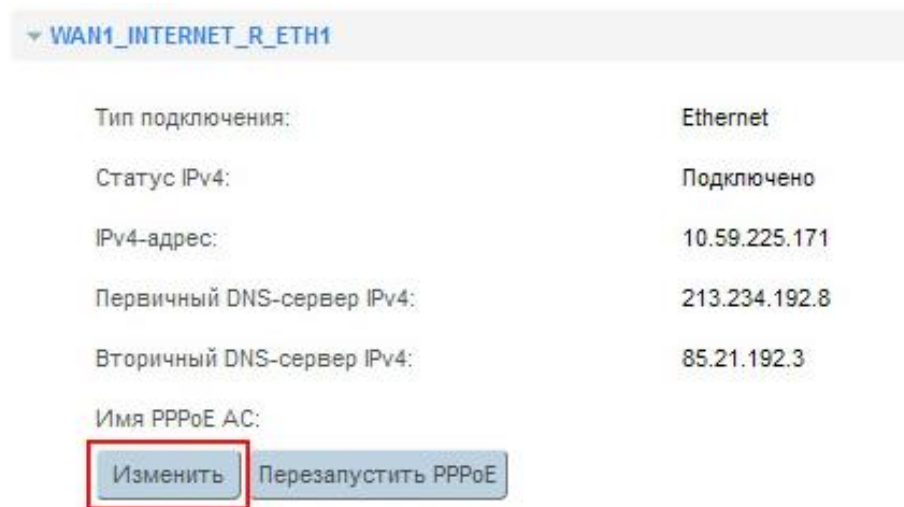 WAN1_INTERNET_R_ETH1
Тип подключения: Ethernet
Статус IPv4: Подключено
IPv4-адрес: 10.59.225.171
Первичный DNS-сервер IPv4: 213.234.192.8
Вторичный DNS-сервер IPv4: 85.21.192.3
Имя PPPoE AC:
Изменить Перезапустить PPPoE